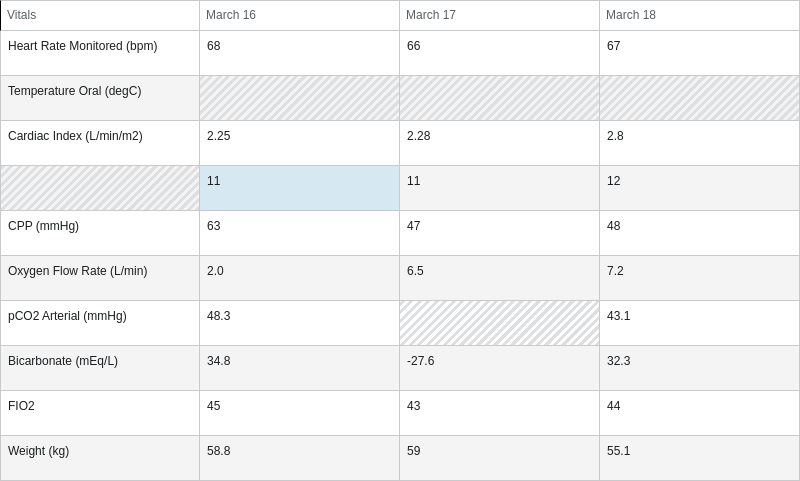 Vitals March 16 March 17 March 18
Heart Rate Monitored (bpm) 68 66 67
Temperature Oral (degC)
Cardiac Index (L/min/m2) 2.25 2.28 2.8
11 11 12
CPP (mmHg) 63 47 48
Oxygen Flow Rate (L/min) 2.0 6.5 7.2
pCO2 Arterial (mmHg) 48.3 43.1
Bicarbonate (mEq/L) 34.8 -27.6 32.3
FIO2 45 43 44
Weight (kg) 58.8 59 55.1